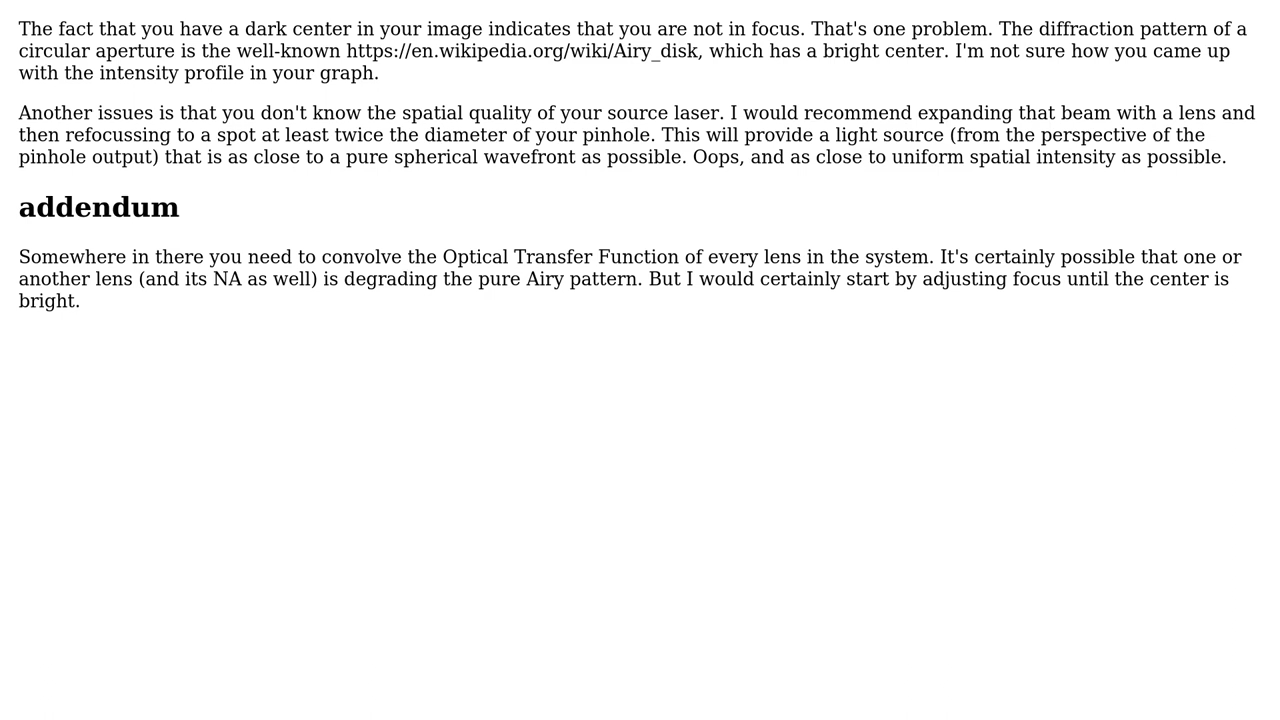 The fact that you have a dark center in your image indicates that you are not in focus. That's one problem. The diffraction pattern of a
circular aperture is the well-known https://en.wikipedia.org/wiki/Airy_disk, which has a bright center. I'm not sure how you came up
with the intensity profile in your graph.
Another issues is that you don't know the spatial quality of your source laser. I would recommend expanding that beam with a lens and
then refocussing to a spot at least twice the diameter of your pinhole. This will provide a light source (from the perspective of the
pinhole output) that is as close to a pure spherical wavefront as possible. Oops, and as close to uniform spatial intensity as possible.
addendum
Somewhere in there you need to convolve the Optical Transfer Function of every lens in the system. It's certainly possible that one or
another lens (and its NA as well) is degrading the pure Airy pattern. But I would certainly start by adjusting focus until the center is
bright.